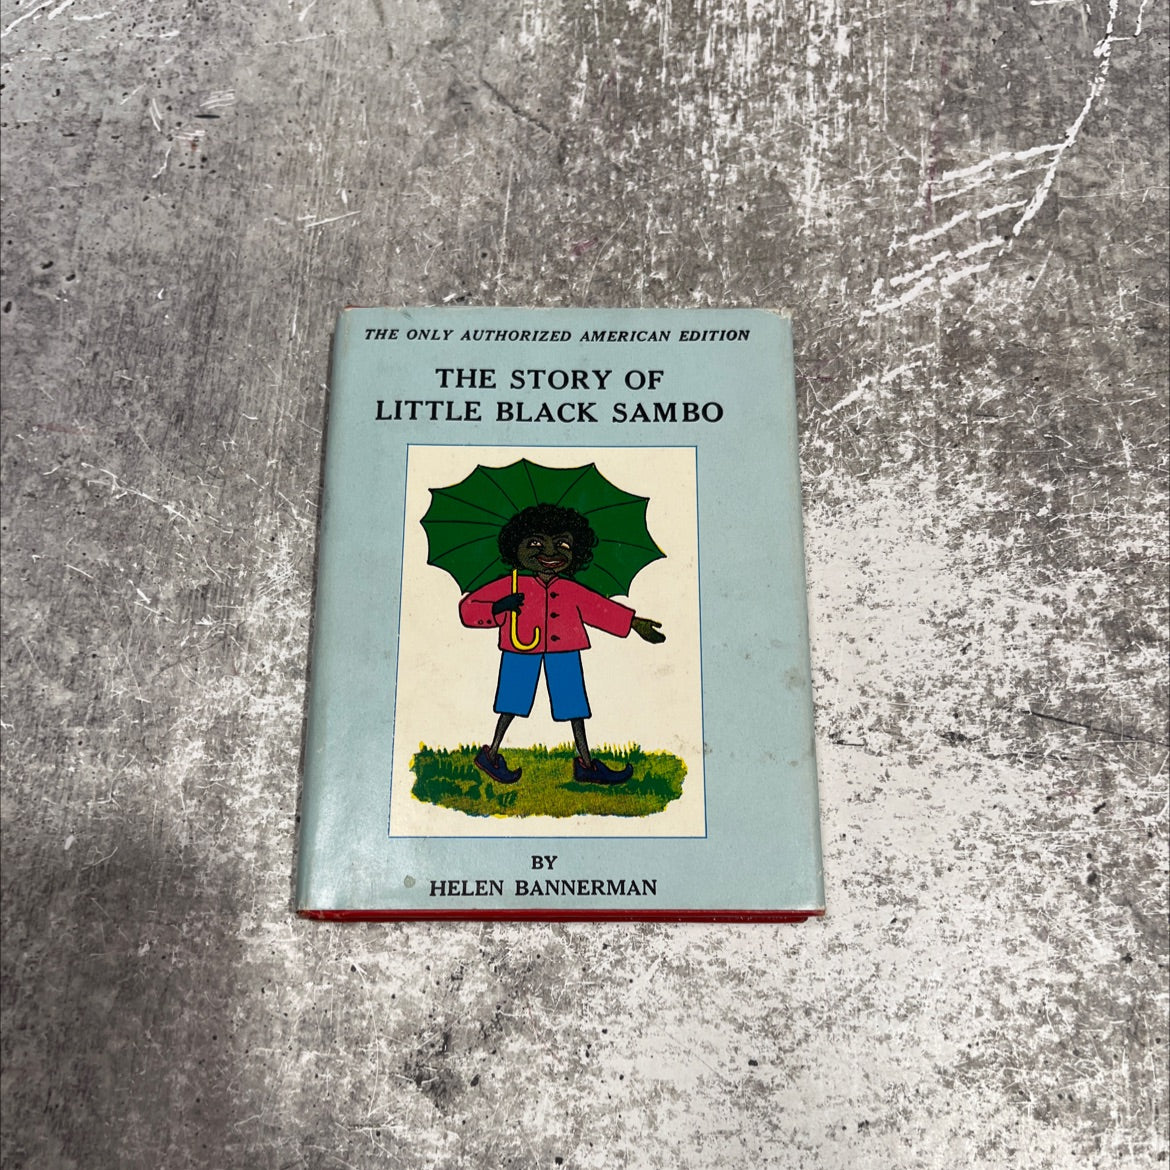 THE ONLY AUTHORIZED AMERICAN EDITION
THE STORY OF
LITTLE BLACK SAMBO
BY
HELEN BANNERMAN